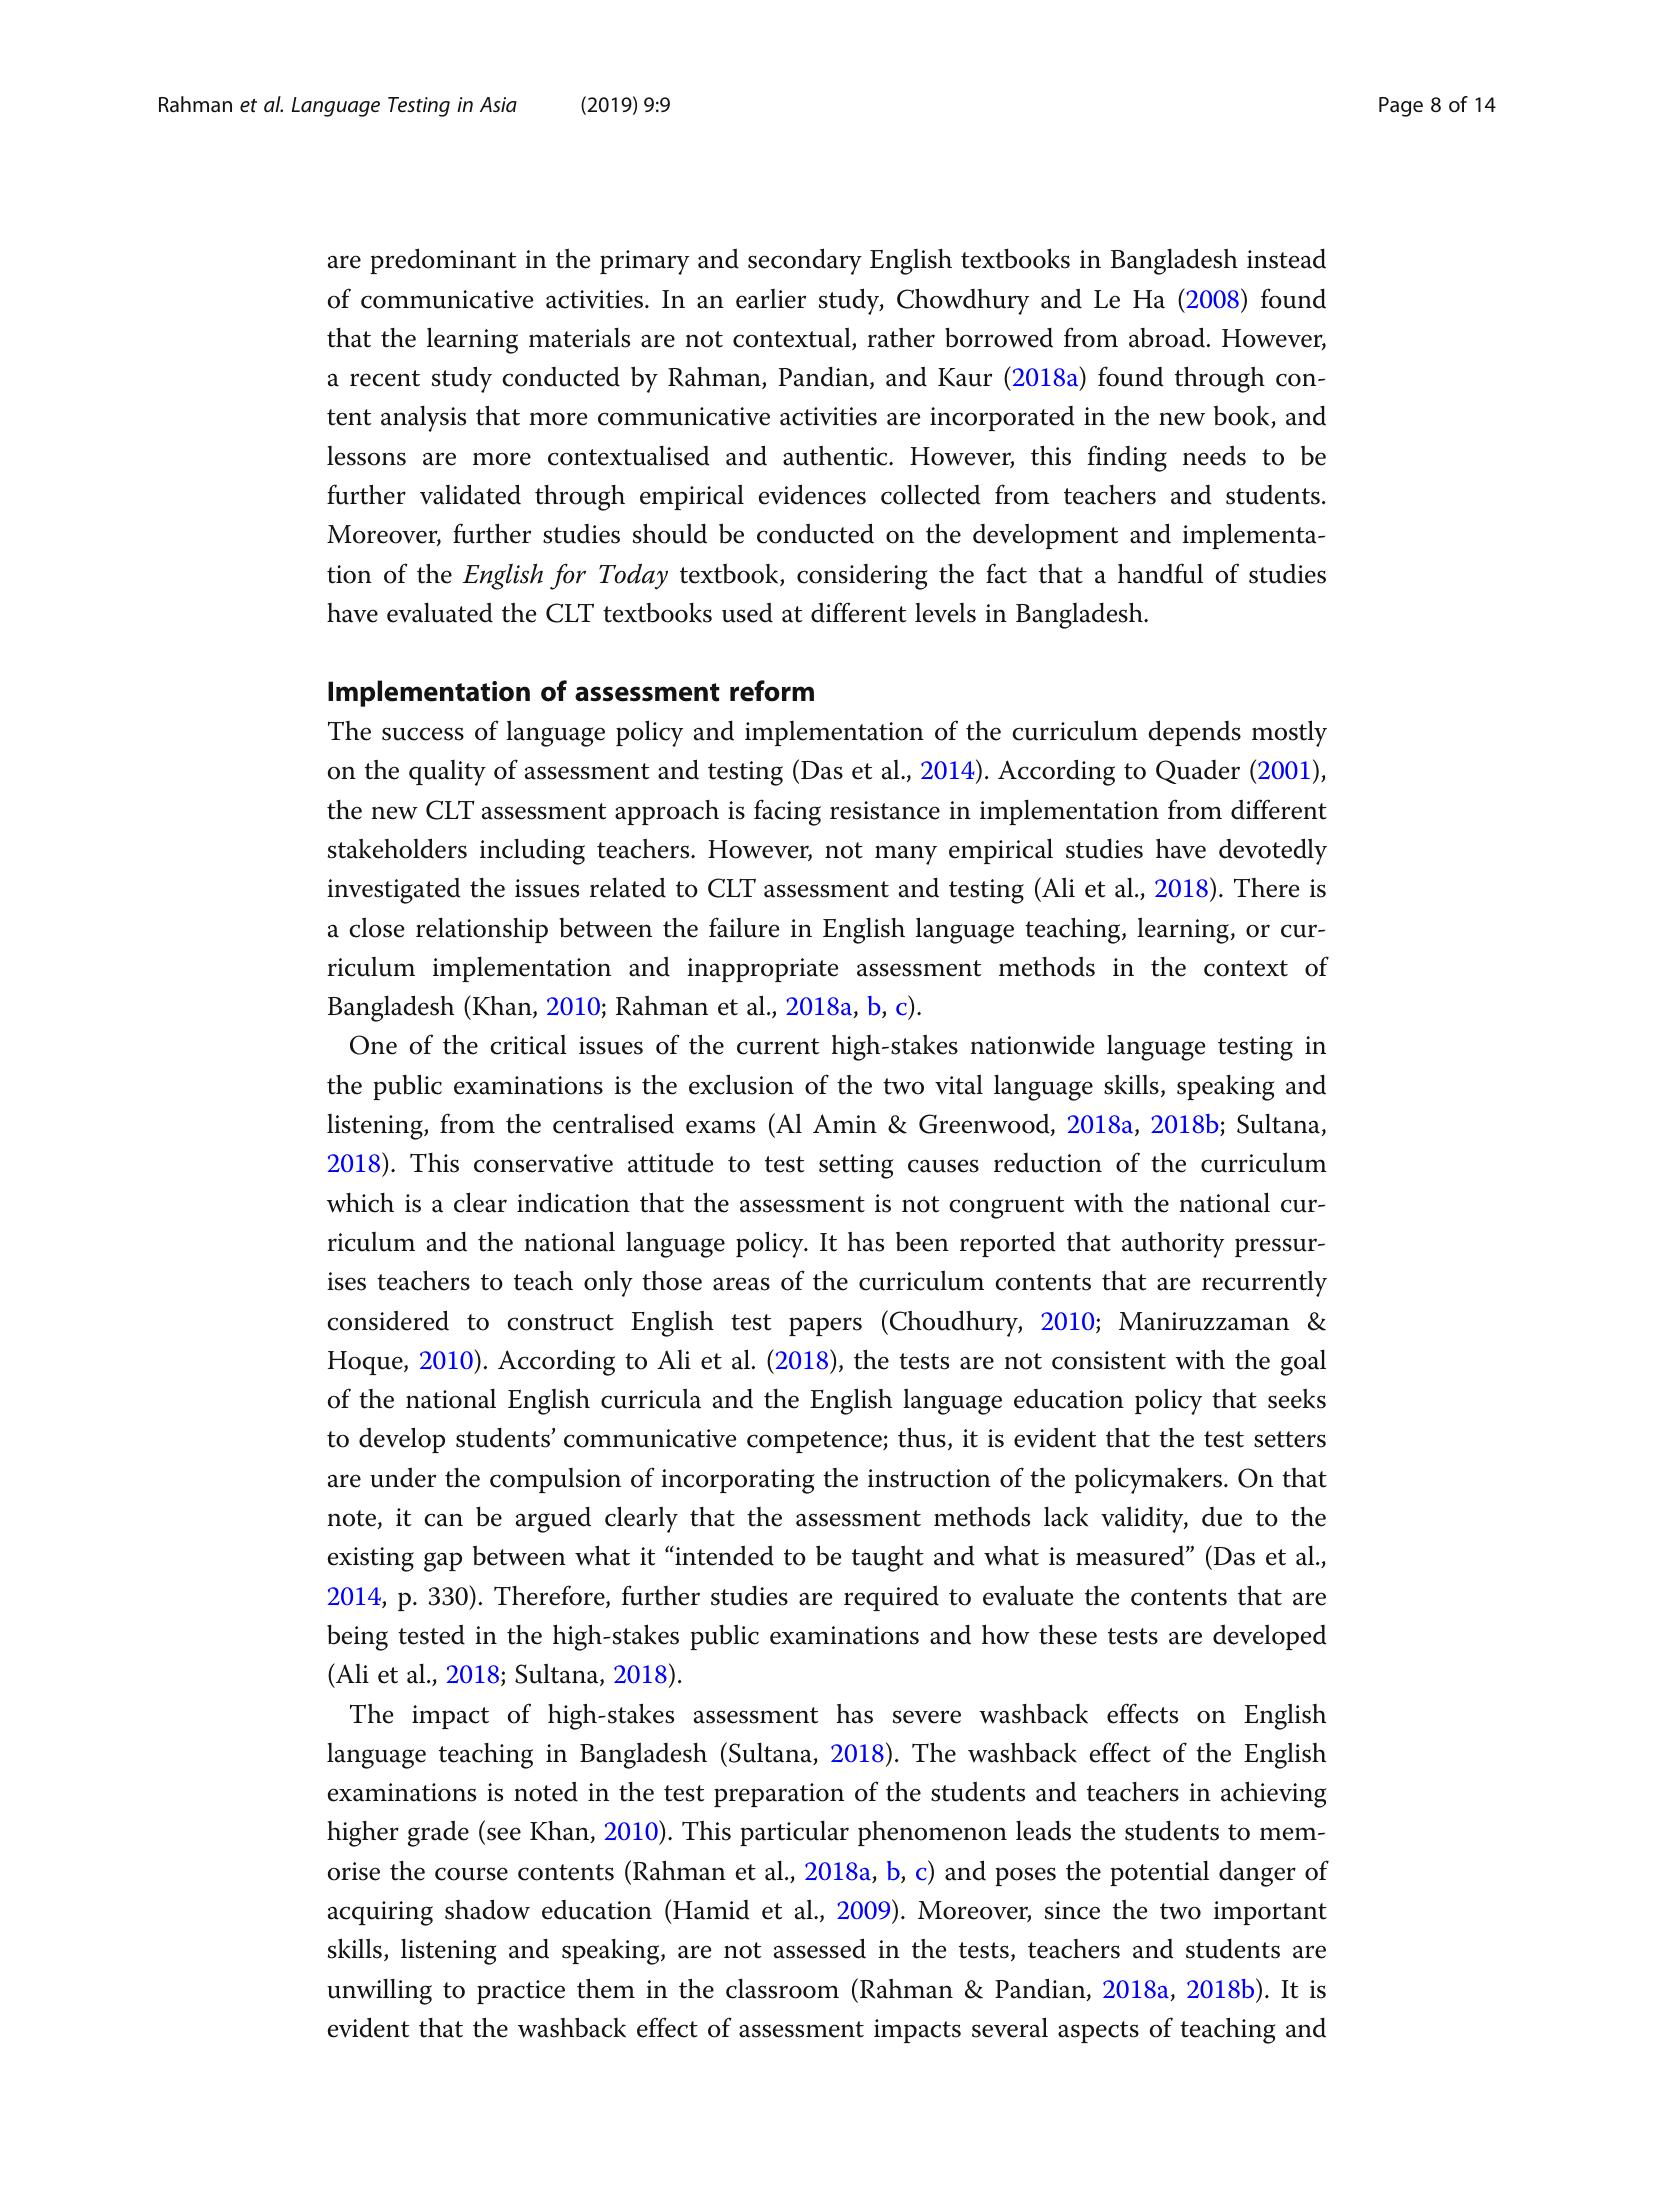 Rahman et al. Language Testing in Asia (2019) 9:9 Page 8 of 14
are predominant in the primary and secondary English textbooks in Bangladesh instead
of communicative activities. In an earlier study, Chowdhury and Le Ha (2008) found
that the learning materials are not contextual, rather borrowed from abroad. However,
a recent study conducted by Rahman, Pandian, and Kaur (2018a) found through con-
tent analysis that more communicative activities are incorporated in the new book, and
lessons are more contextualised and authentic. However, this finding needs to be
further validated through empirical evidences collected from teachers and students.
Moreover, further studies should be conducted on the development and implementa-
tion of the English for Today textbook, considering the fact that a handful of studies
have evaluated the CLT textbooks used at different levels in Bangladesh.
Implementation of assessment reform
The success of language policy and implementation of the curriculum depends mostly
on the quality of assessment and testing (Das et al., 2014). According to Quader (2001),
the new CLT assessment approach is facing resistance in implementation from different
stakeholders including teachers. However, not many empirical studies have devotedly
investigated the issues related to CLT assessment and testing (Ali et al., 2018). There is
a close relationship between the failure in English language teaching, learning, or cur-
riculum implementation and inappropriate assessment methods in the context of
Bangladesh (Khan, 2010; Rahman et al., 2018a, b, c).
One of the critical issues of the current high-stakes nationwide language testing in
the public examinations is the exclusion of the two vital language skills, speaking and
listening, from the centralised exams (Al Amin & Greenwood, 2018a, 2018b; Sultana,
2018). This conservative attitude to test setting causes reduction of the curriculum
which is a clear indication that the assessment is not congruent with the national cur-
riculum and the national language policy. It has been reported that authority pressur-
ises teachers to teach only those areas of the curriculum contents that are recurrently
considered to construct English test papers (Choudhury, 2010; Maniruzzaman &
Hoque, 2010). According to Ali et al. (2018), the tests are not consistent with the goal
of the national English curricula and the English language education policy that seeks
to develop students’ communicative competence; thus, it is evident that the test setters
are under the compulsion of incorporating the instruction of the policymakers. On that
note, it can be argued clearly that the assessment methods lack validity, due to the
existing gap between what it “intended to be taught and what is measured” (Das et al.,
2014, p. 330). Therefore, further studies are required to evaluate the contents that are
being tested in the high-stakes public examinations and how these tests are developed
(Ali et al., 2018; Sultana, 2018).
The impact of high-stakes assessment has severe washback effects on English
language teaching in Bangladesh (Sultana, 2018). The washback effect of the English
examinations is noted in the test preparation of the students and teachers in achieving
higher grade (see Khan, 2010). This particular phenomenon leads the students to mem-
orise the course contents (Rahman et al., 2018a, b, c) and poses the potential danger of
acquiring shadow education (Hamid et al., 2009). Moreover, since the two important
skills, listening and speaking, are not assessed in the tests, teachers and students are
unwilling to practice them in the classroom (Rahman & Pandian, 2018a, 2018b). It is
evident that the washback effect of assessment impacts several aspects of teaching and